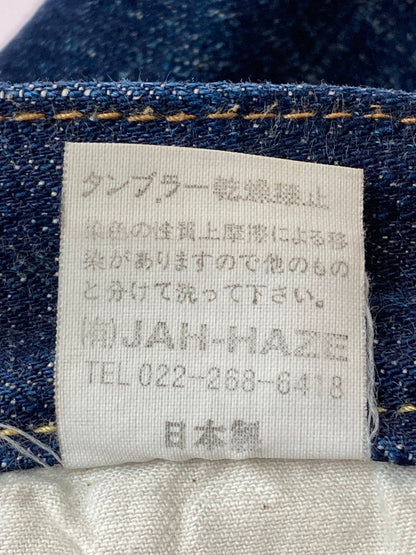 タンブラー乾燥禁止
染色の性質上摩擦による移
染がありますので他のもの
と分けて洗って下さい。
(有)JAH-HAZE
TEL 022-268-6418
日本製